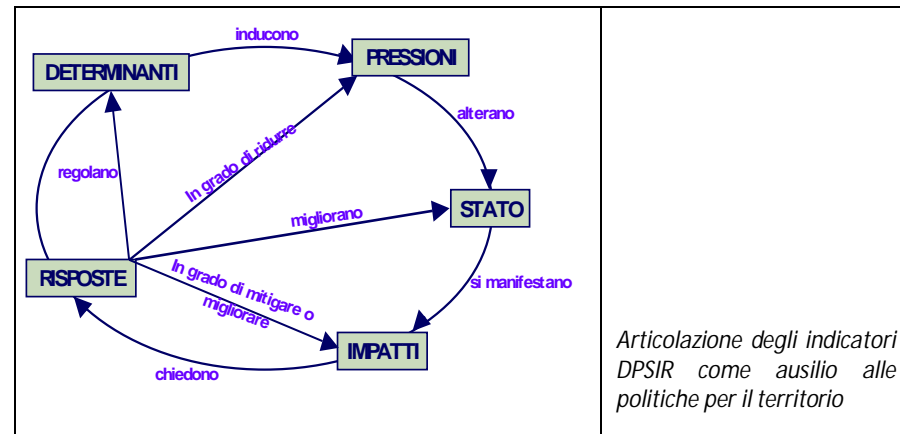 inducono
DETERMINANTI
PRESSIONI
alterano
regolano
In grado di ridurre
migliorano
STATO
RISPOSTE
In grado di mitigare o
migliorare
si manifestano
IMPATTI
chiedono
Articolazione degli indicatori
DPSIR come ausilio alle
politiche per il territorio